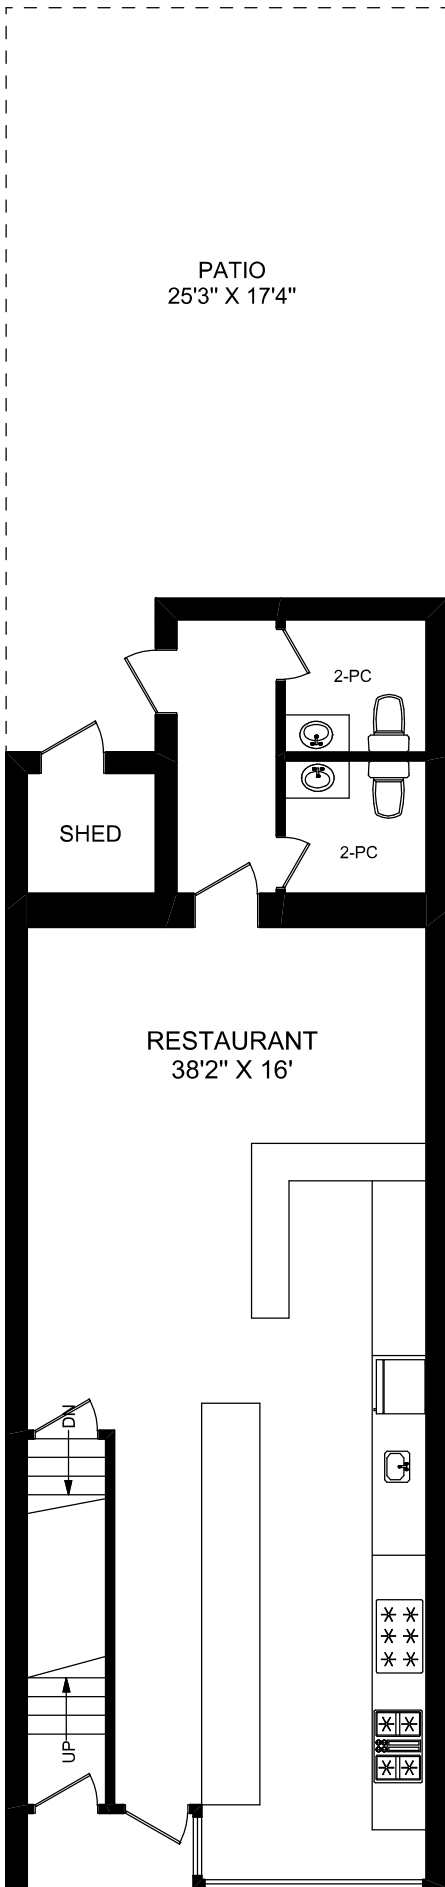 PATIO
25'3" X 17'4"
2-PC
SHED
2-PC
RESTAURANT
38'2" X 16'
DN
UP